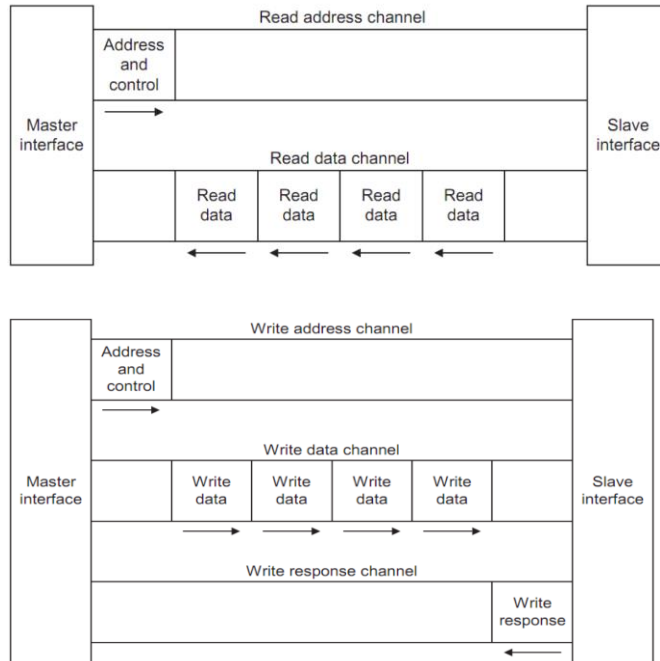 Read address channel
Address
and
control
Master
interface
Slave
interface
Read data channel
Read
data
Read
data
Read
data
Read
data
Write address channel
Address
and
control
Write data channel
Master
interface
Write
data
Write
data
Write
data
Write
data
Slave
interface
Write response channel
Write
response